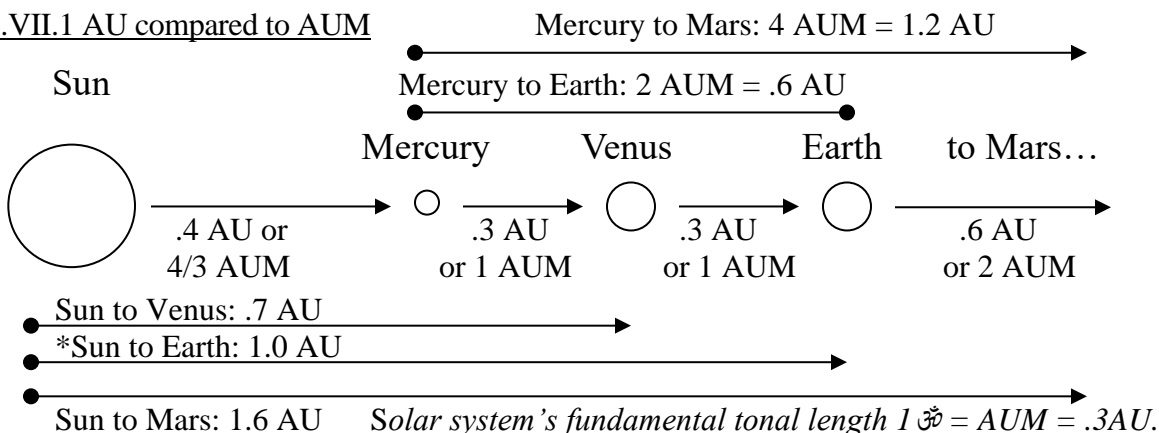 .VII.1 AU compared to AUM
Mercury to Mars: 4 AUM = 1.2 AU
Sun
Mercury to Earth: 2 AUM = .6 AU
Mercury Venus Earth to Mars…
.4 AU or .3 AU .3 AU .6 AU
4/3 AUM or 1 AUM or 1 AUM or 2 AUM
Sun to Venus: .7 AU
*Sun to Earth: 1.0 AU
Sun to Mars: 1.6 AU Solar system’s fundamental tonal length 1 ॐ = AUM = .3AU.